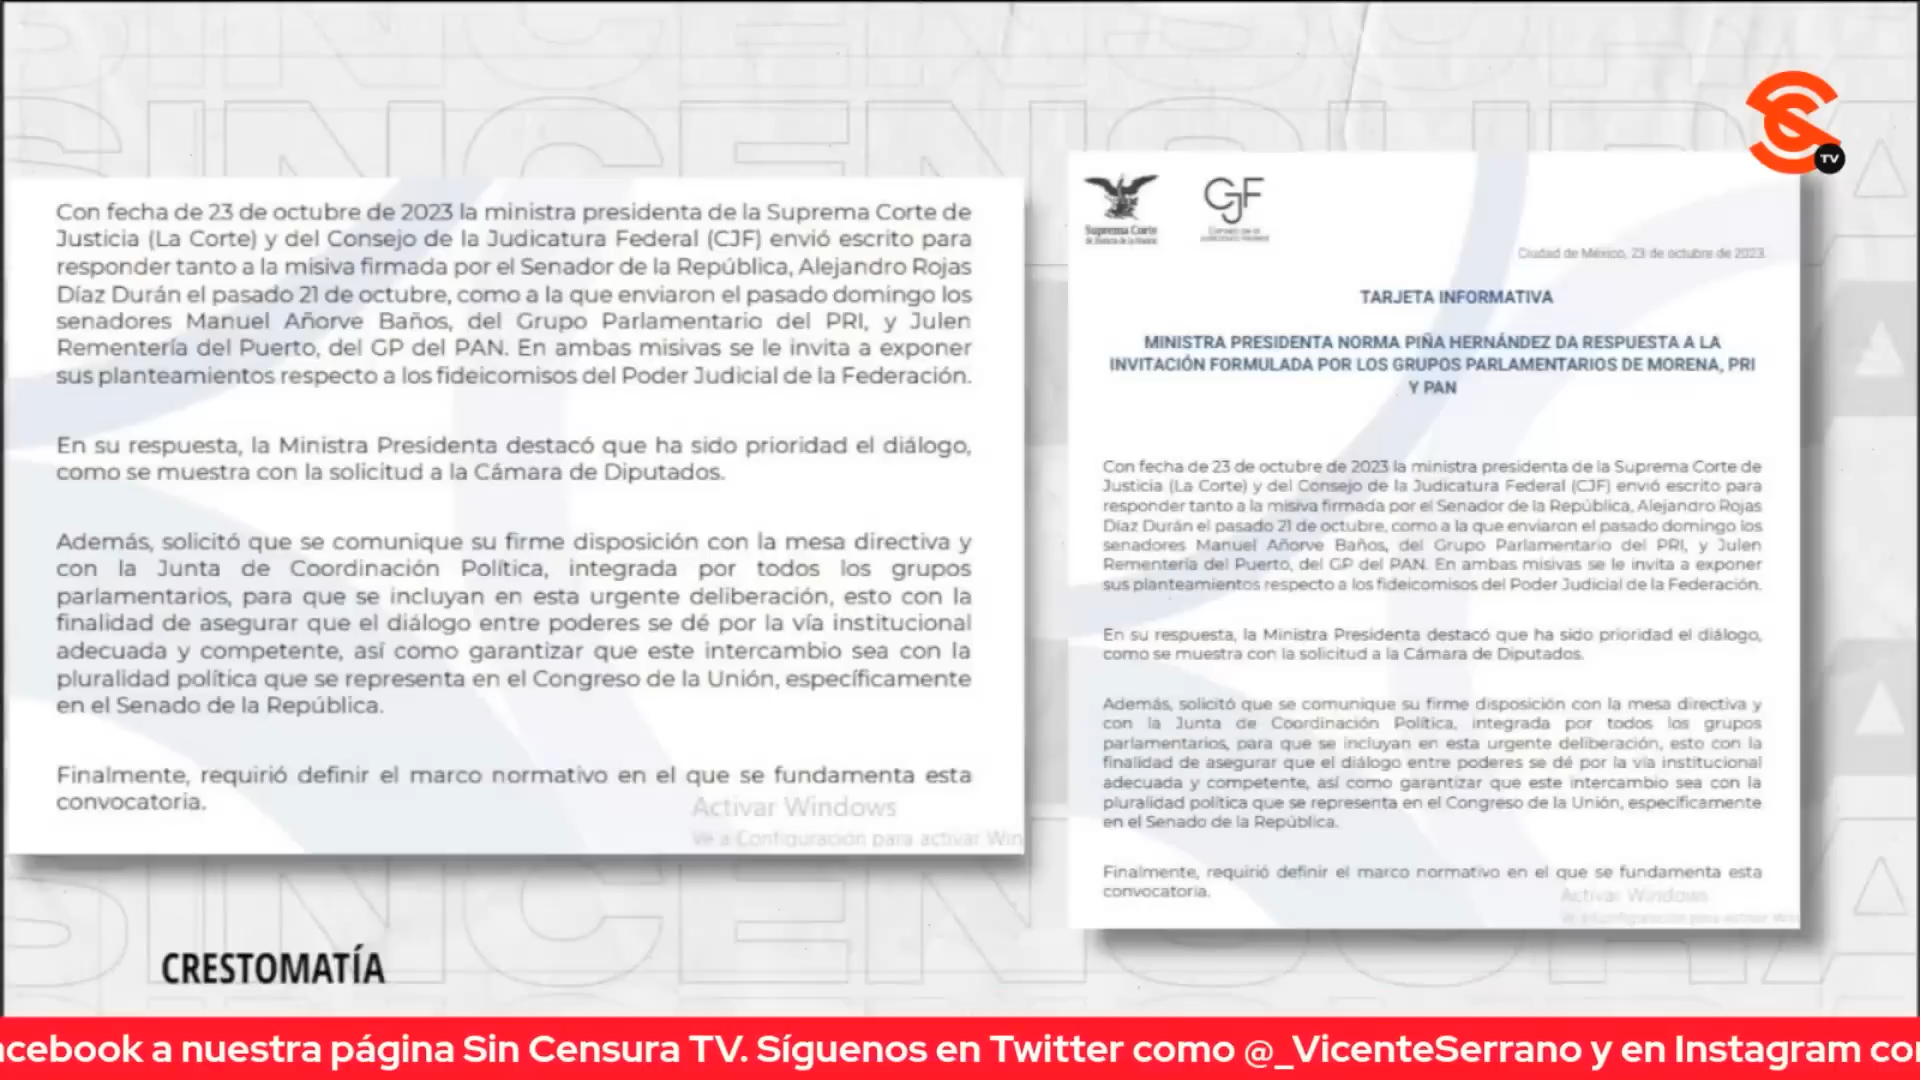 SINCENSURA
TV
Con fecha de 23 de octubre de 2023 la ministra presidenta de la Suprema Corte de
Justicia (La Corte) y del Consejo de la Judicatura Federal (CJF) envió escrito para
responder tanto a la misiva firmada por el Senador de la República, Alejandro Rojas
Díaz Durán el pasado 21 de octubre, como a la que enviaron el pasado domingo los
senadores Manuel Añorve Baños, del Grupo Parlamentario del PRI, y Julen
Rementería del Puerto, del GP del PAN. En ambas misivas se le invita a exponer
sus planteamientos respecto a los fideicomisos del Poder Judicial de la Federación.
En su respuesta, la Ministra Presidenta destacó que ha sido prioridad el diálogo,
como se muestra con la solicitud a la Cámara de Diputados.
Además, solicitó que se comunique su firme disposición con la mesa directiva y
con la Junta de Coordinación Política, integrada por todos los grupos
parlamentarios, para que se incluyan en esta urgente deliberación, esto con la
finalidad de asegurar que el diálogo entre poderes se dé por la vía institucional
adecuada y competente, así como garantizar que este intercambio sea con la
pluralidad política que se representa en el Congreso de la Unión, específicamente
en el Senado de la República.
Finalmente, requirió definir el marco normativo en el que se fundamenta esta
convocatoria.
Activar Windows
Ve a Configuración para activar Win
Suprema Corte
CJF
Ciudad de México, 23 de octubre de 2023.
TARJETA INFORMATIVA
MINISTRA PRESIDENTA NORMA PIÑA HERNÁNDEZ DA RESPUESTA A LA
INVITACIÓN FORMULADA POR LOS GRUPOS PARLAMENTARIOS DE MORENA, PRI
Y PAN
Con fecha de 23 de octubre de 2023 la ministra presidenta de la Suprema Corte de
Justicia (La Corte) y del Consejo de la Judicatura Federal (CJF) envió escrito para
responder tanto a la misiva firmada por el Senador de la República, Alejandro Rojas
Díaz Durán el pasado 21 de octubre, como a la que enviaron el pasado domingo los
senadores Manuel Añorve Baños, del Grupo Parlamentario del PRI, y Julen
Rementería del Puerto, del GP del PAN. En ambas misivas se le invita a exponer
sus planteamientos respecto a los fideicomisos del Poder Judicial de la Federación.
En su respuesta, la Ministra Presidenta destacó que ha sido prioridad el diálogo,
como se muestra con la solicitud a la Cámara de Diputados.
Además, solicitó que se comunique su firme disposición con la mesa directiva y
con la Junta de Coordinación Política, integrada por todos los grupos
parlamentarios, para que se incluyan en esta urgente deliberación, esto con la
finalidad de asegurar que el diálogo entre poderes se dé por la vía institucional
adecuada y competente, así como garantizar que este intercambio sea con la
pluralidad política que se representa en el Congreso de la Unión, específicamente
en el Senado de la República.
Finalmente, requirió definir el marco normativo en el que se fundamenta esta
convocatoria.
Activar Windows
CRESTOMATÍA
acebook a nuestra página Sin Censura TV. Síguenos en Twitter como @_VicenteSerrano y en Instagram co